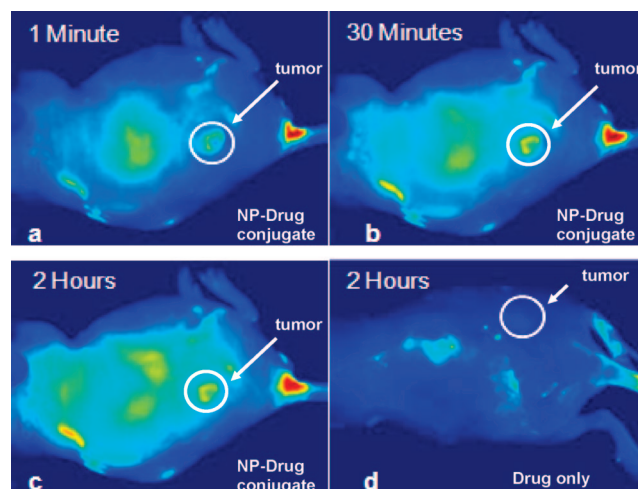 1 Minute
tumor
NP-Drug
conjugate
a
30 Minutes
tumor
NP-Drug
conjugate
b
2 Hours
tumor
NP-Drug
conjugate
c
2 Hours
tumor
Drug only
d